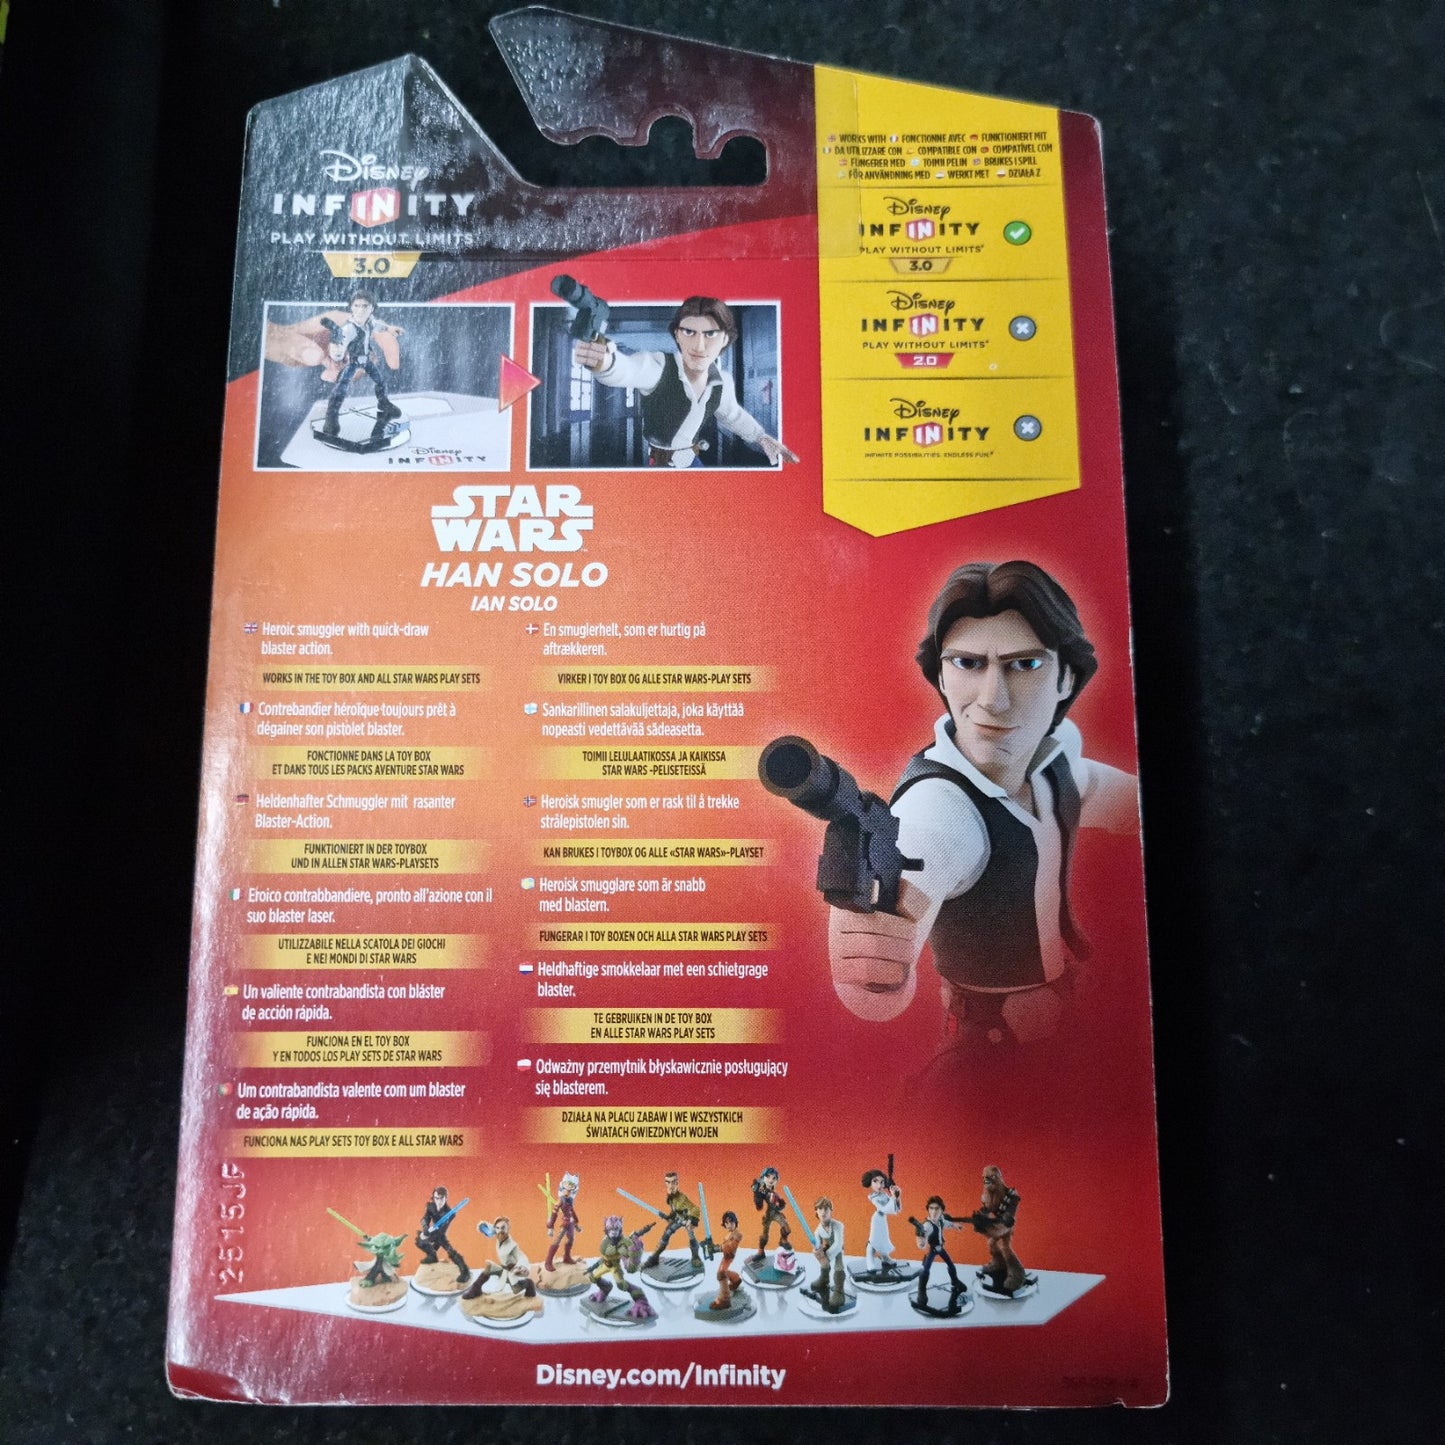 DISNEY
INFINITY
PLAY WITHOUT LIMITS
3.0
WORKS WITH FONCTIONNE AVEC FUNKTIONIERT MIT
DA UTILIZZARE CON COMPATIBLE CON COMPATÍVEL COM
FUNGERER MED TOIMII PELIN BRUKES I SPILL
FÖR ANVÄNDNING MED WERKT MET DZIAŁA Z
DISNEY
INFINITY
PLAY WITHOUT LIMITS
3.0
DISNEY
INFINITY
PLAY WITHOUT LIMITS
2.0
DISNEY
INFINITY
INFINITE POSSIBILITIES. ENDLESS FUN.
DISNEY
INFINITY
STAR
WARS
HAN SOLO
IAN SOLO
Heroic smuggler with quick-draw
blaster action.
WORKS IN THE TOY BOX AND ALL STAR WARS PLAY SETS
Contrebandier héroïque toujours prêt à
dégainer son pistolet blaster.
FONCTIONNE DANS LA TOY BOX
ET DANS TOUS LES PACKS AVENTURE STAR WARS
Heldenhafter Schmuggler mit rasanter
Blaster-Action.
FUNKTIONIERT IN DER TOYBOX
UND IN ALLEN STAR WARS-PLAYSETS
Eroico contrabbandiere, pronto all'azione con il
suo blaster laser.
UTILIZZABILE NELLA SCATOLA DEI GIOCHI
E NEI MONDI DI STAR WARS
Un valiente contrabandista con bláster
de acción rápida.
FUNCIONA EN EL TOY BOX
Y EN TODOS LOS PLAY SETS DE STAR WARS
Um contrabandista valente com um blaster
de ação rápida.
FUNCIONA NAS PLAY SETS TOY BOX E ALL STAR WARS
En smuglerhelt, som er hurtig på
aftrækkeren.
VIRKER I TOY BOX OG ALLE STAR WARS-PLAY SETS
Sankarillinen salakuljettaja, joka käyttää
nopeasti vedettävää sädeasetta.
TOIMII LELULAATIKOSSA JA KAIKISSA
STAR WARS -PELISETEISSÄ
Heroisk smugler som er rask til å trekke
strålepistolen sin.
KAN BRUKES I TOYBOX OG ALLE «STAR WARS»-PLAYSET
Heroisk smugglare som är snabb
med blastern.
FUNGERAR I TOY BOXEN OCH ALLA STAR WARS PLAY SETS
Heldhaftige smokkelaar met een schietgrage
blaster.
TE GEBRUIKEN IN DE TOY BOX
EN ALLE STAR WARS PLAY SETS
Odważny przemytnik błyskawicznie posługujący
się blasterem.
DZIAŁA NA PLACU ZABAW I WE WSZYSTKICH
ŚWIATACH GWIEZDNYCH WOJEN
2515JF
Disney.com/Infinity